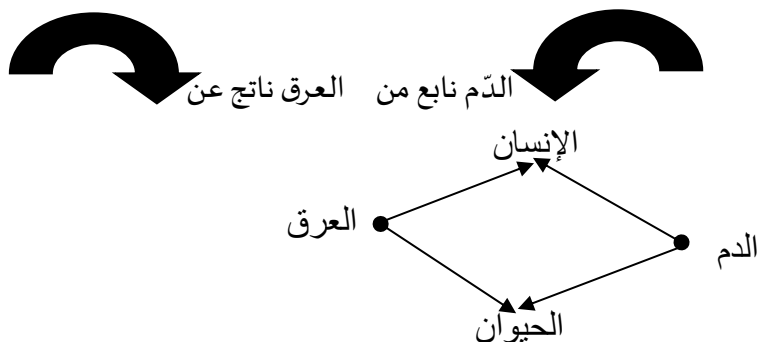 الدّم نابع من    العرق ناتج عن
الإنسان
العرق
الدم
الحيوان